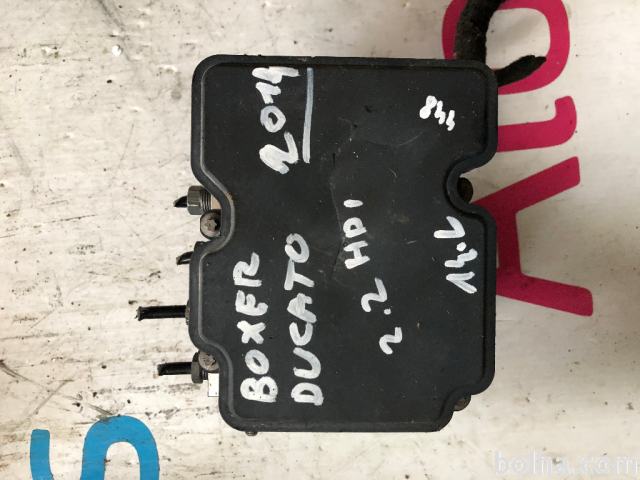 BOXER
DUCATO
2014
2.2 HDI
14.L
844
bolha.com